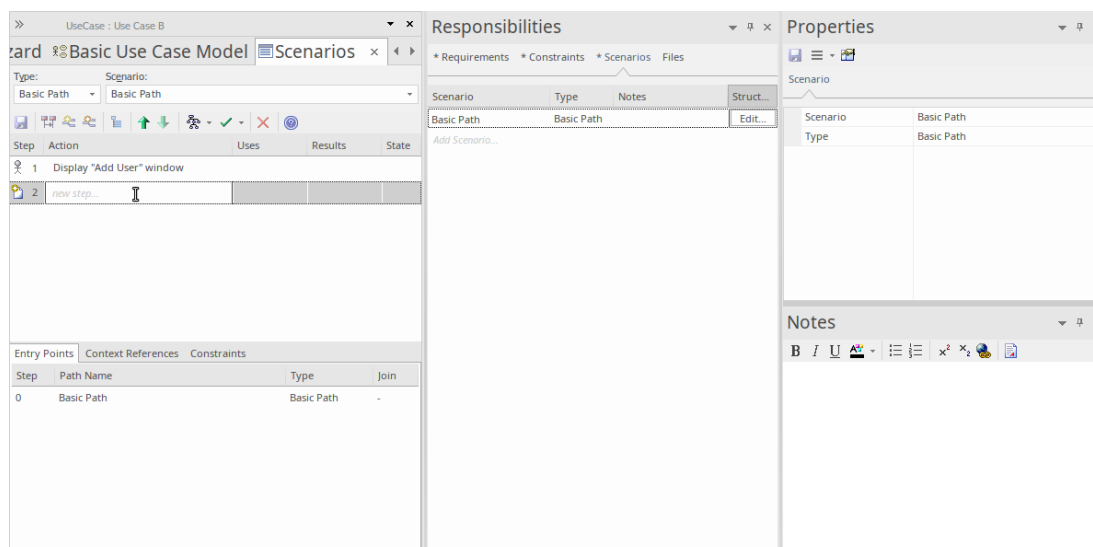 UseCase : Use Case B
zard Basic Use Case Model Scenarios
Type: Scenario:
Basic Path Basic Path
Step Action Uses Results State
1 Display "Add User" window
2 new step...
Entry Points Context References Constraints
Step Path Name Type Join
0 Basic Path Basic Path -
Responsibilities
* Requirements * Constraints * Scenarios Files
Scenario Type Notes Struct...
Basic Path Basic Path Edit...
Add Scenario...
Properties
Scenario
Scenario Basic Path
Type Basic Path
Notes
B I U A x² x₂